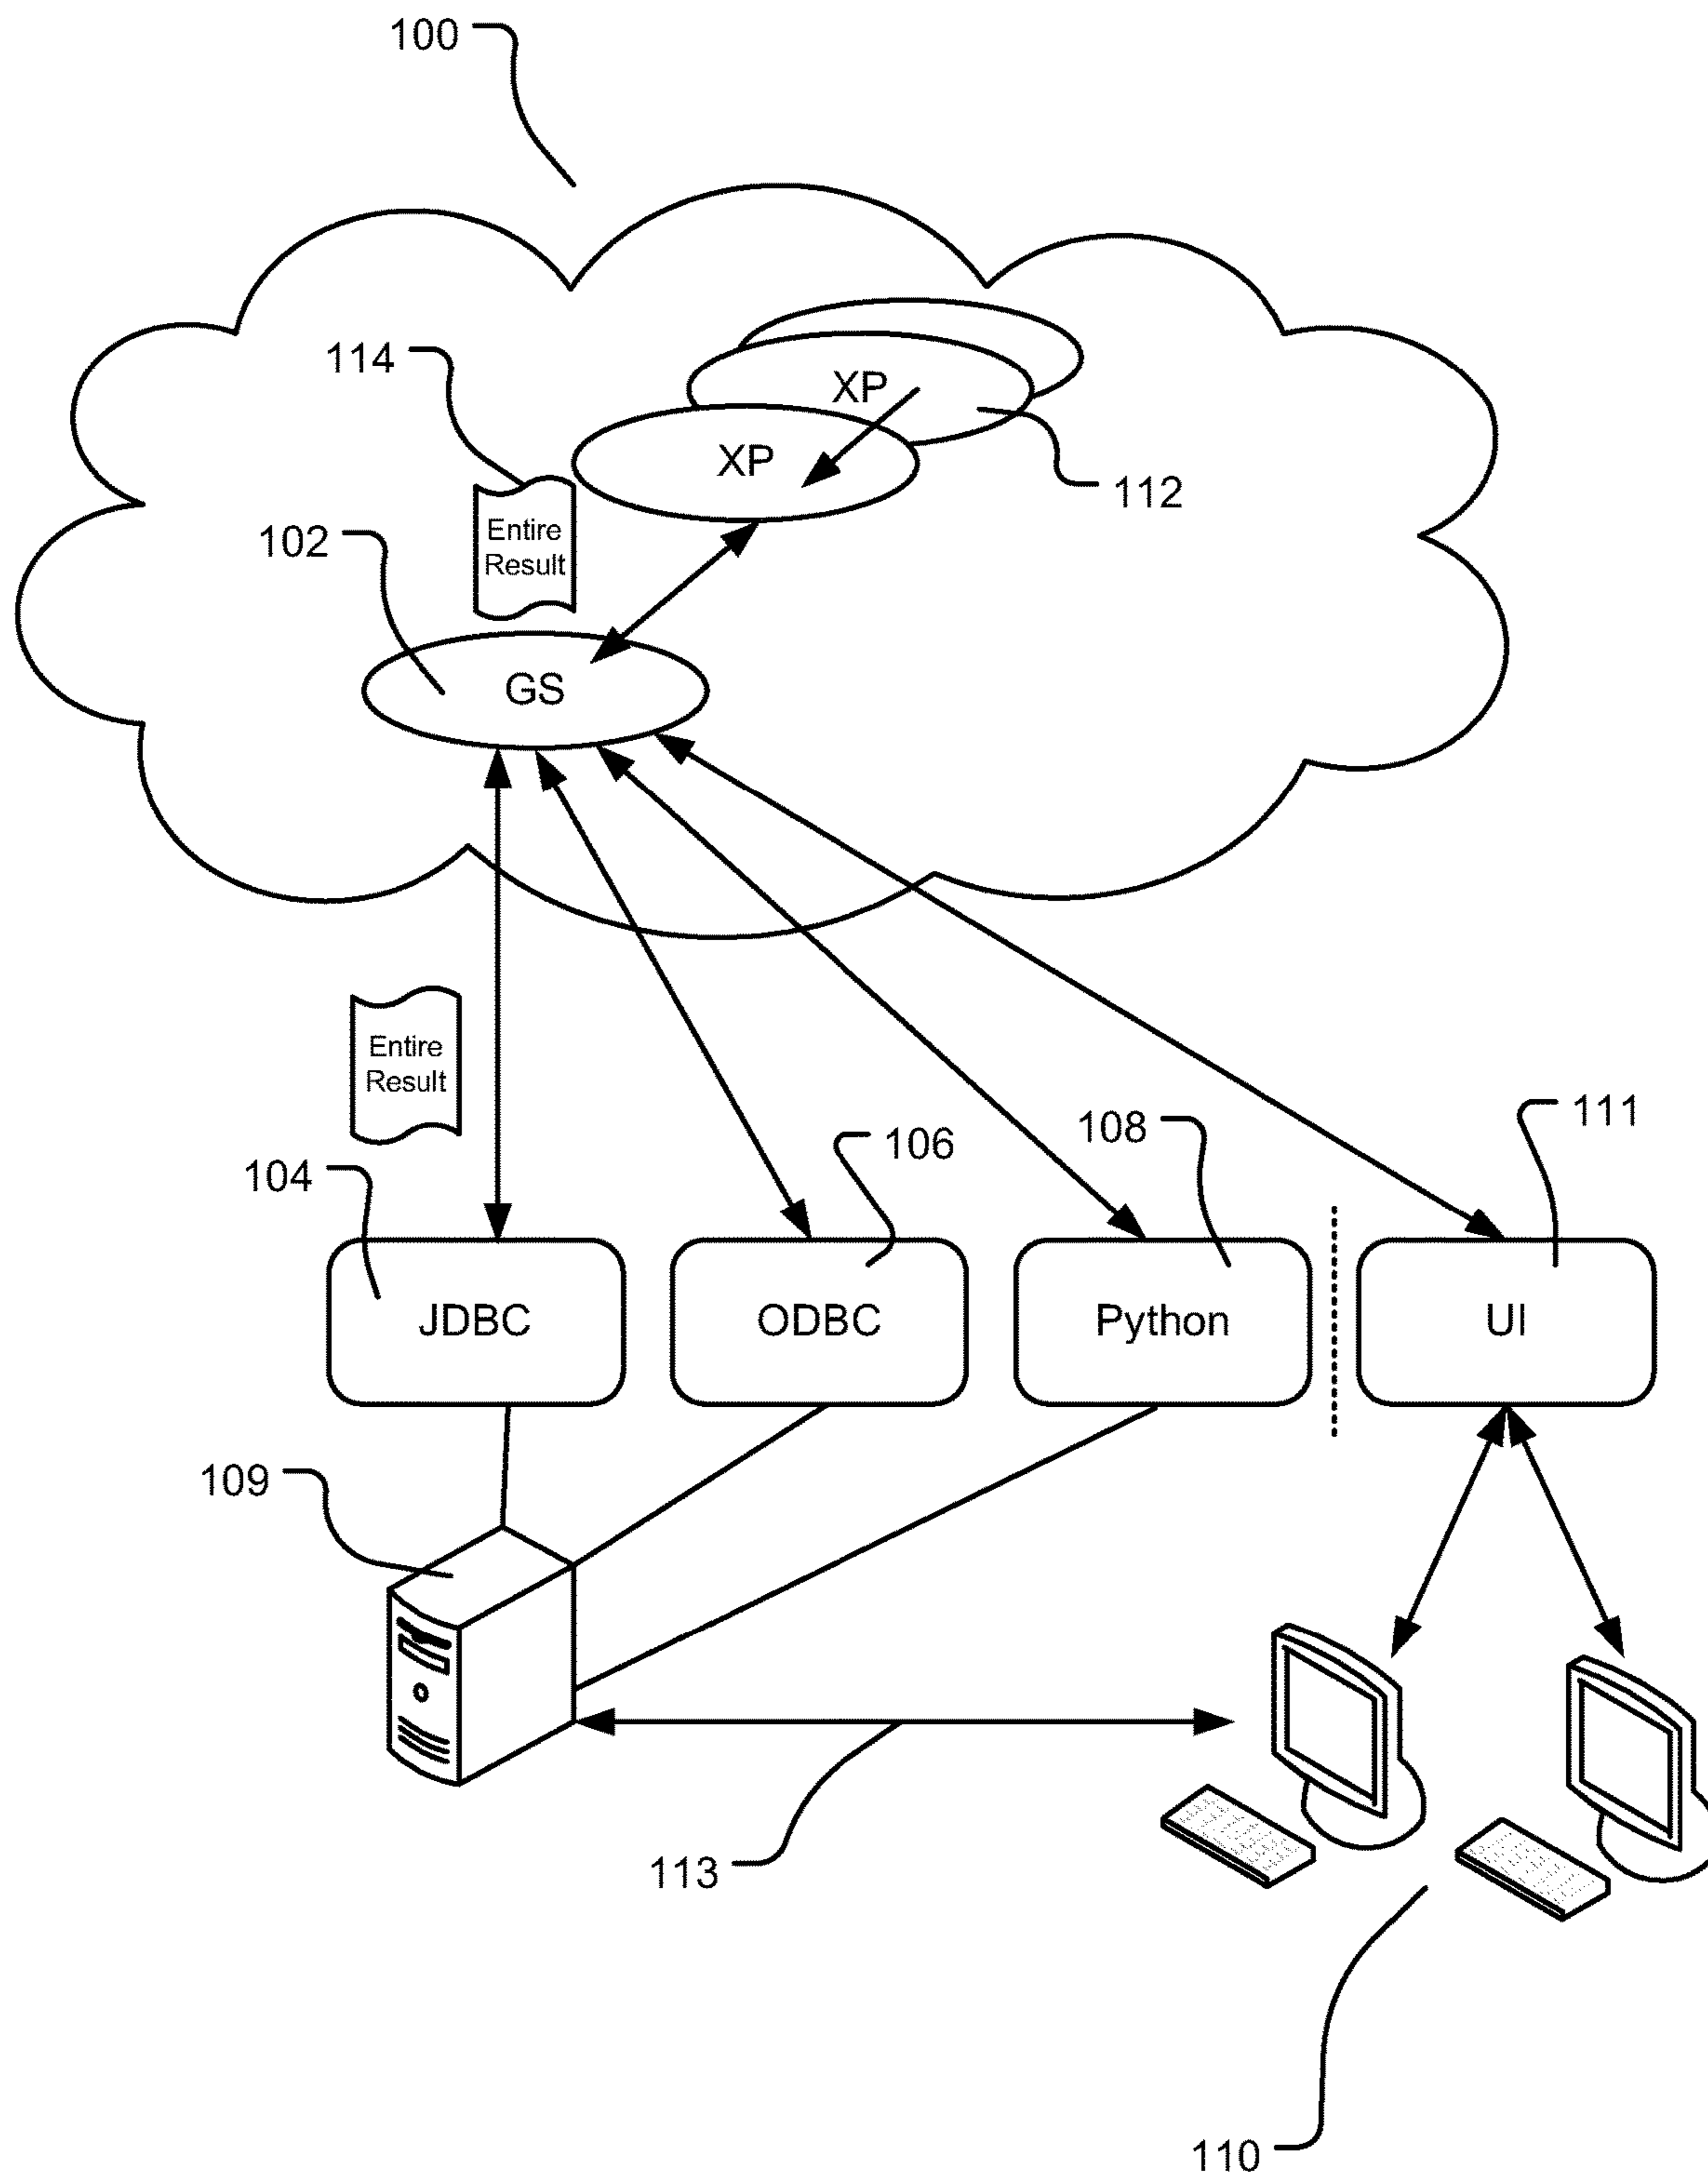 100
114
XP
XP
112
102
Entire
Result
GS
Entire
Result
104
106
108
111
JDBC
ODBC
Python
UI
109
113
110